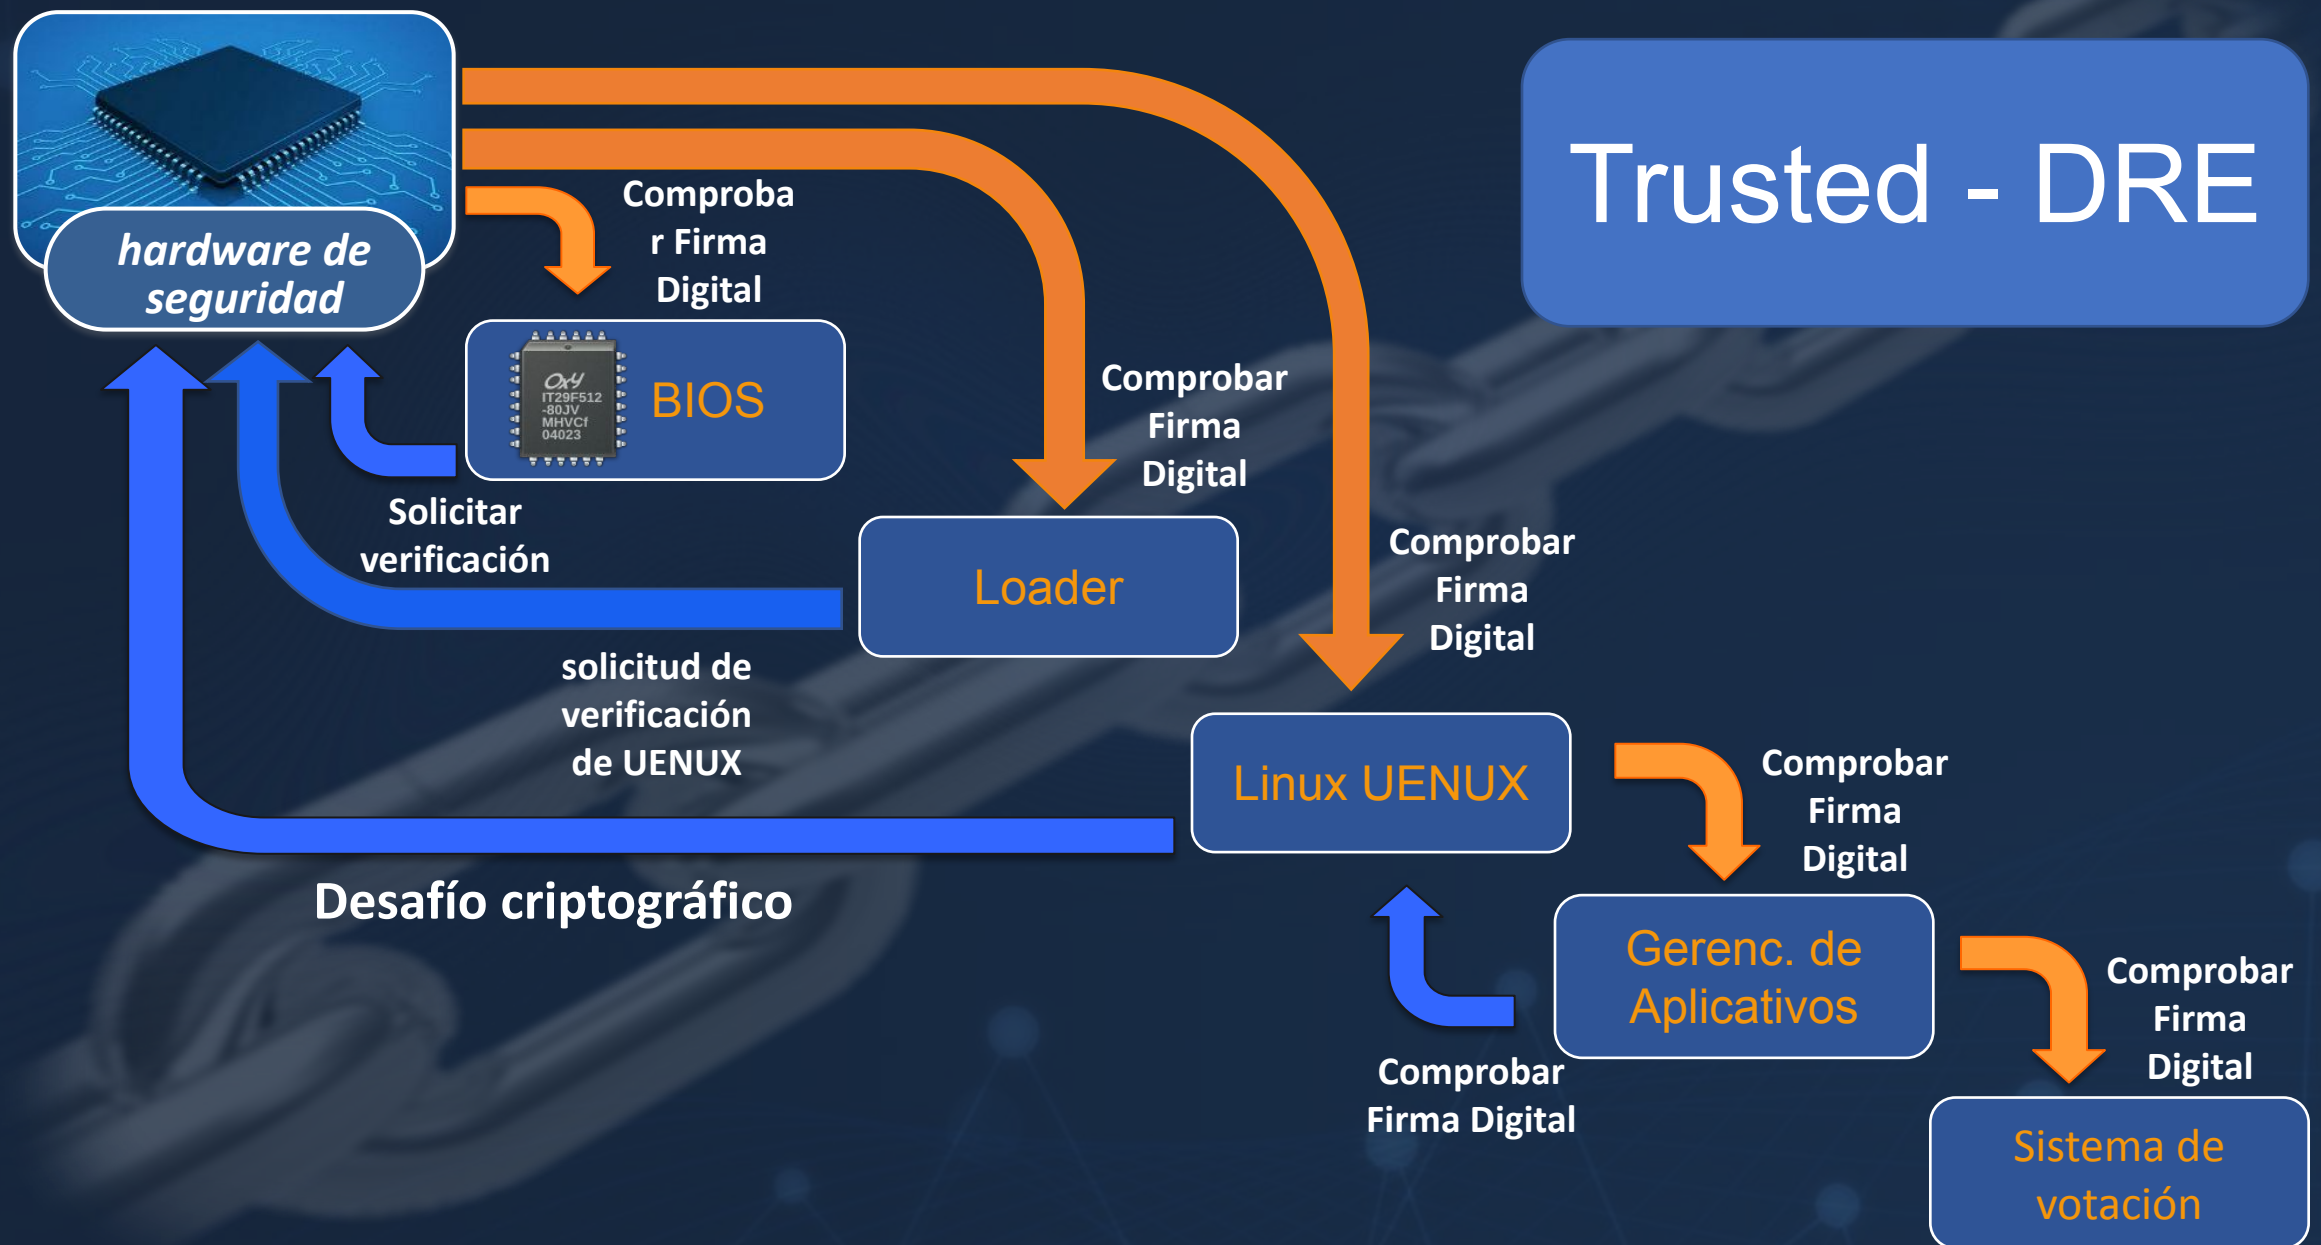 Trusted - DRE
hardware de
seguridad
Comproba
r Firma
Digital
Oxy
IT29F512
-80JV
MHVCf
04023
BIOS
Comprobar
Firma
Digital
Solicitar
verificación
Loader
Comprobar
Firma
Digital
solicitud de
verificación
de UENUX
Linux UENUX
Comprobar
Firma
Digital
Desafío criptográfico
Gerenc. de
Aplicativos
Comprobar
Firma Digital
Comprobar
Firma
Digital
Sistema de
votación